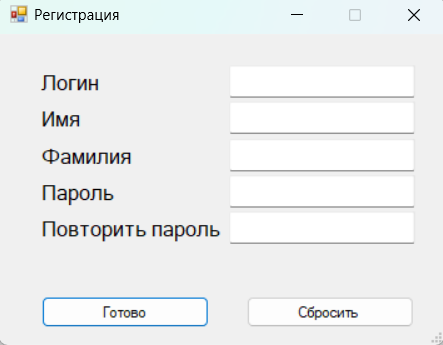 Регистрация
Логин
Имя
Фамилия
Пароль
Повторить пароль
Готово Сбросить